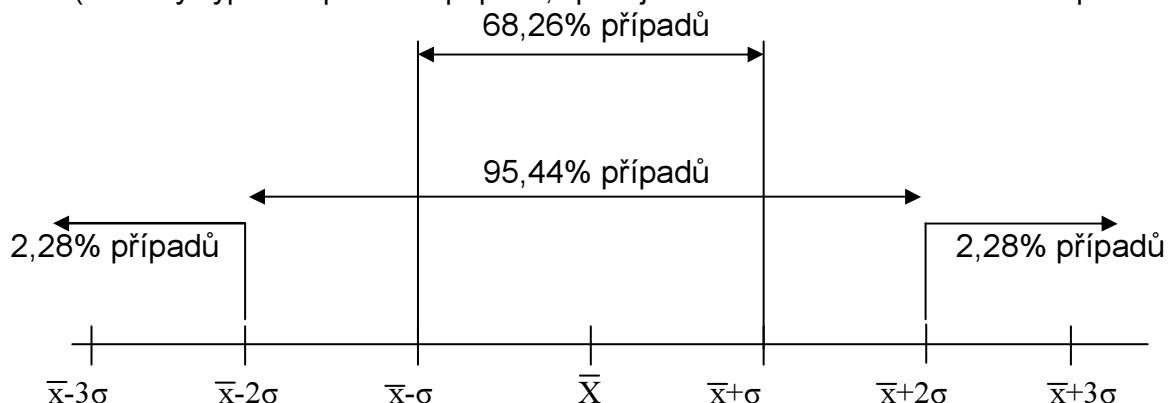 68,26% případů
95,44% případů
2,28% případů 2,28% případů
x̅-3σ x̅-2σ x̅-σ X̅ x̅+σ x̅+2σ x̅+3σ